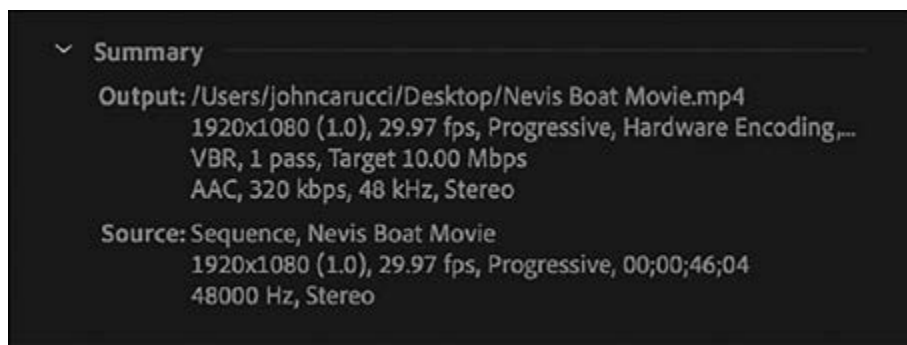 Summary
Output: /Users/johncarucci/Desktop/Nevis Boat Movie.mp4
1920x1080 (1.0), 29.97 fps, Progressive, Hardware Encoding,...
VBR, 1 pass, Target 10.00 Mbps
AAC, 320 kbps, 48 kHz, Stereo
Source: Sequence, Nevis Boat Movie
1920x1080 (1.0), 29.97 fps, Progressive, 00;00;46;04
48000 Hz, Stereo